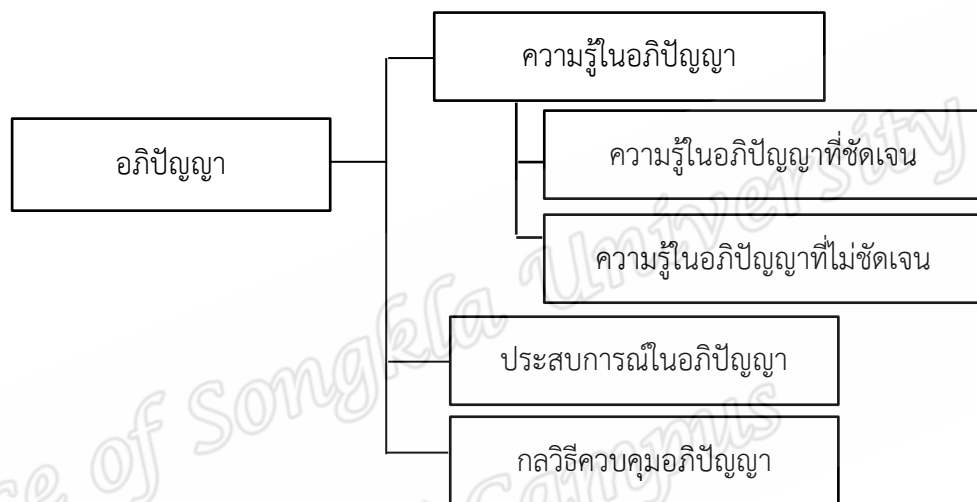 ความรู้ในอภิปัญญา
อภิปัญญา
ความรู้ในอภิปัญญาที่ชัดเจน
ความรู้ในอภิปัญญาที่ไม่ชัดเจน
ประสบการณ์ในอภิปัญญา
กลวิธีควบคุมอภิปัญญา
of Songkla University
Campus